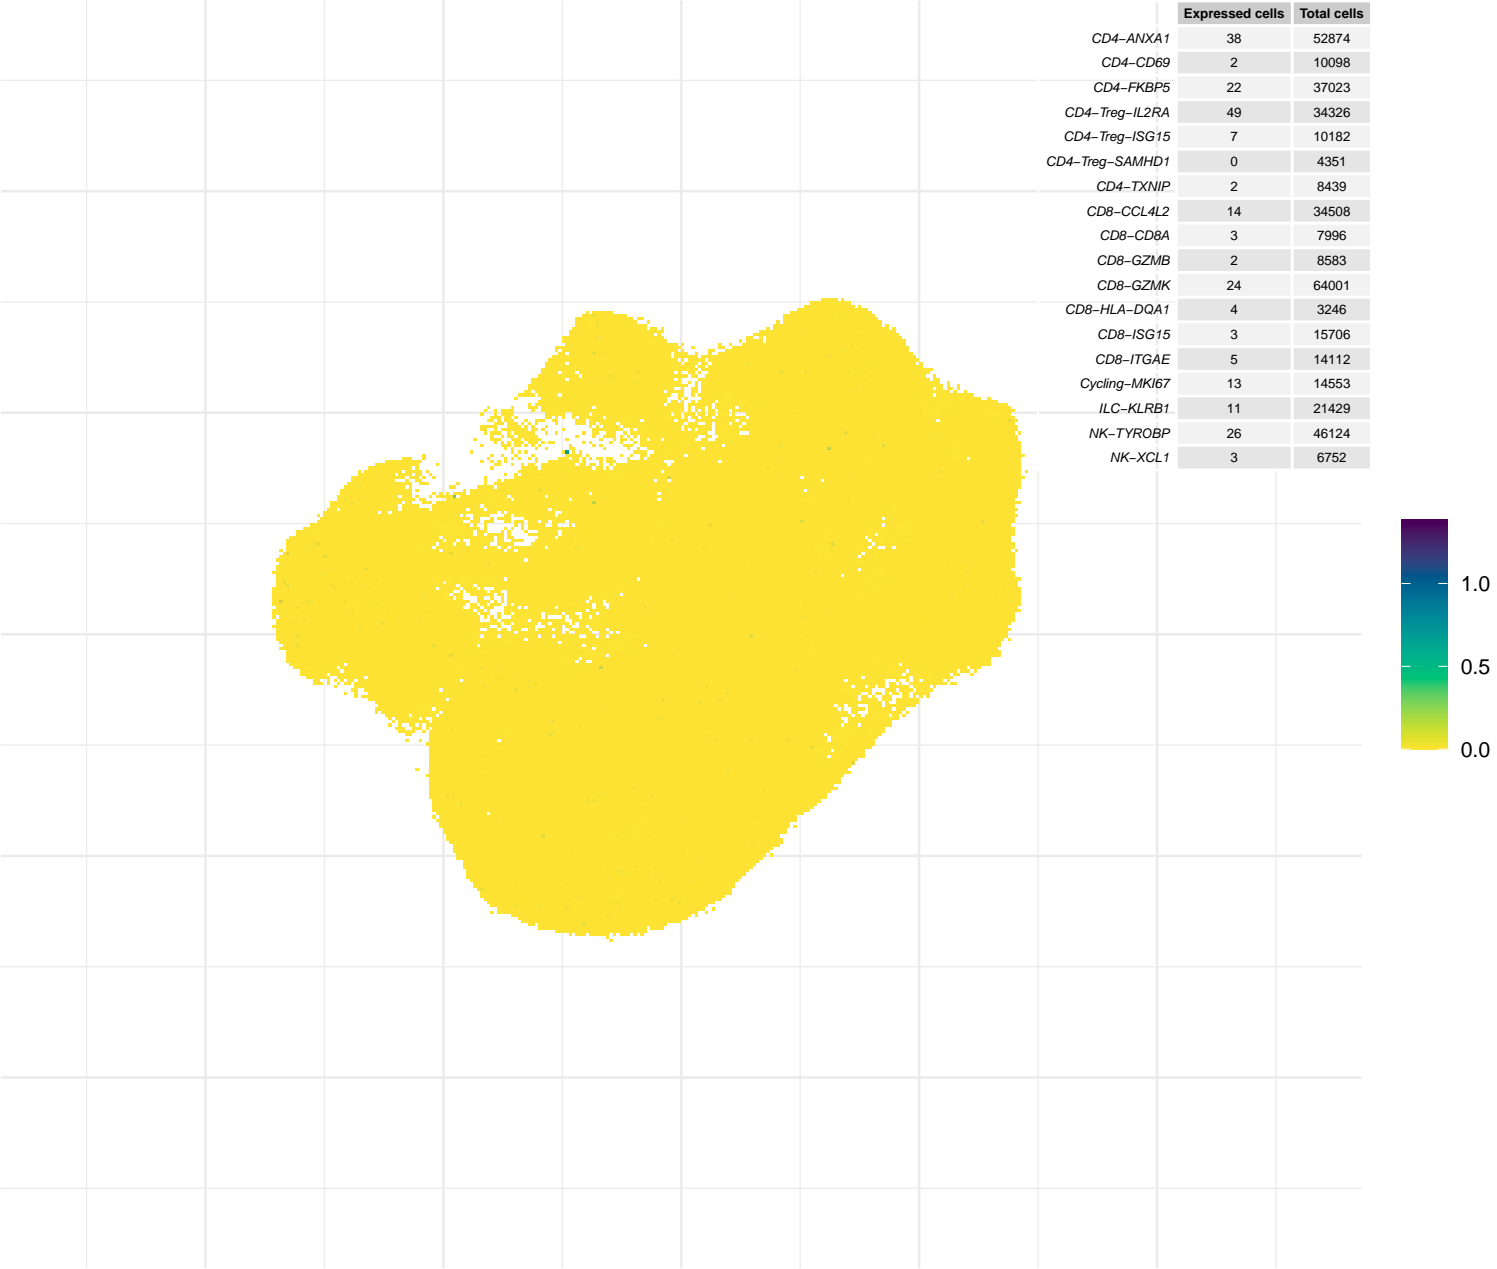 Expressed cells Total cells
CD4−ANXA1 38 52874
CD4−CD69 2 10098
CD4−FKBP5 22 37023
CD4−Treg−IL2RA 49 34326
CD4−Treg−ISG15 7 10182
CD4−Treg−SAMHD1 0 4351
CD4−TXNIP 2 8439
CD8−CCL4L2 14 34508
CD8−CD8A 3 7996
CD8−GZMB 2 8583
CD8−GZMK 24 64001
CD8−HLA−DQA1 4 3246
CD8−ISG15 3 15706
CD8−ITGAE 5 14112
Cycling−MKI67 13 14553
ILC−KLRB1 11 21429
NK−TYROBP 26 46124
NK−XCL1 3 6752
1.0
0.5
0.0